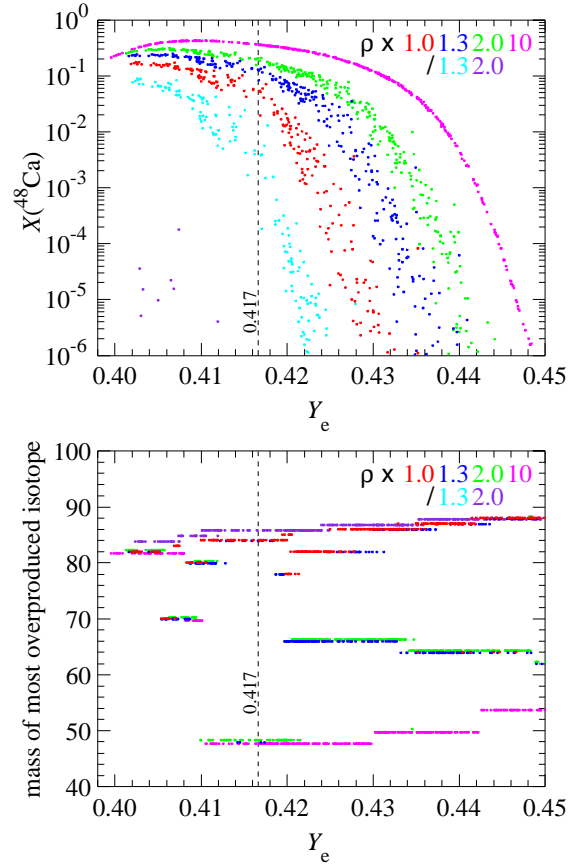 ρ x 1.0 1.3 2.0 10
/ 1.3 2.0
X(⁴⁸Ca)
10⁰
10⁻¹
10⁻²
10⁻³
10⁻⁴
10⁻⁵
10⁻⁶
0.417
0.40 0.41 0.42 0.43 0.44 0.45
Yₑ
ρ x 1.0 1.3 2.0 10
/ 1.3 2.0
mass of most overproduced isotope
100
90
80
70
60
50
40
0.417
0.40 0.41 0.42 0.43 0.44 0.45
Yₑ